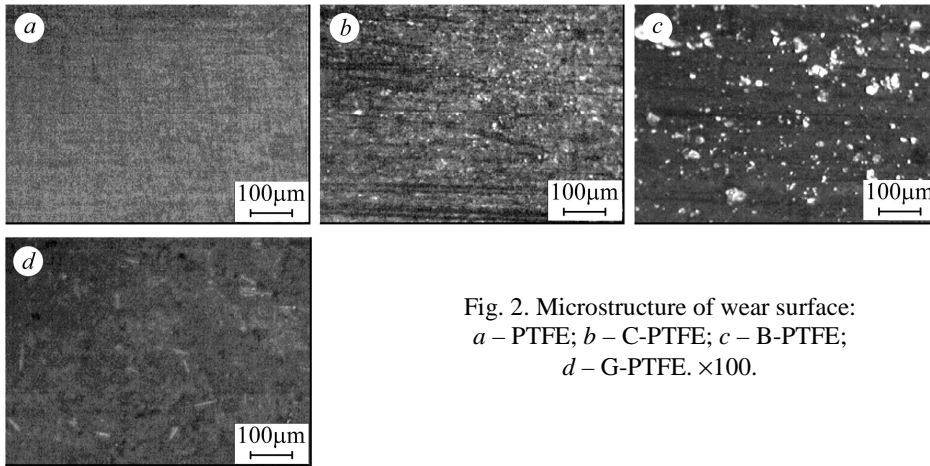 a
100µm
b
100µm
c
100µm
d
100µm
Fig. 2. Microstructure of wear surface:
a – PTFE; b – C-PTFE; c – B-PTFE;
d – G-PTFE. ×100.